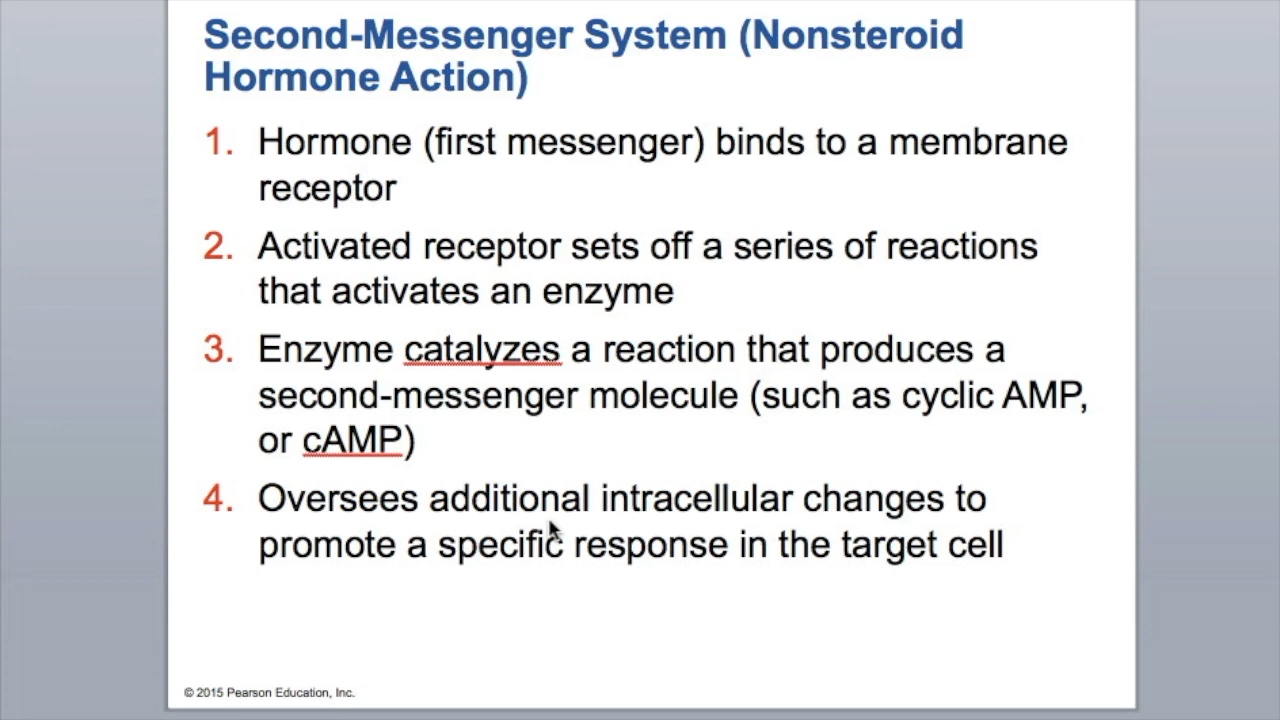 Second-Messenger System (Nonsteroid
Hormone Action)
1. Hormone (first messenger) binds to a membrane
receptor
2. Activated receptor sets off a series of reactions
that activates an enzyme
3. Enzyme catalyzes a reaction that produces a
second-messenger molecule (such as cyclic AMP,
or cAMP)
4. Oversees additional intracellular changes to
promote a specific response in the target cell
© 2015 Pearson Education, Inc.